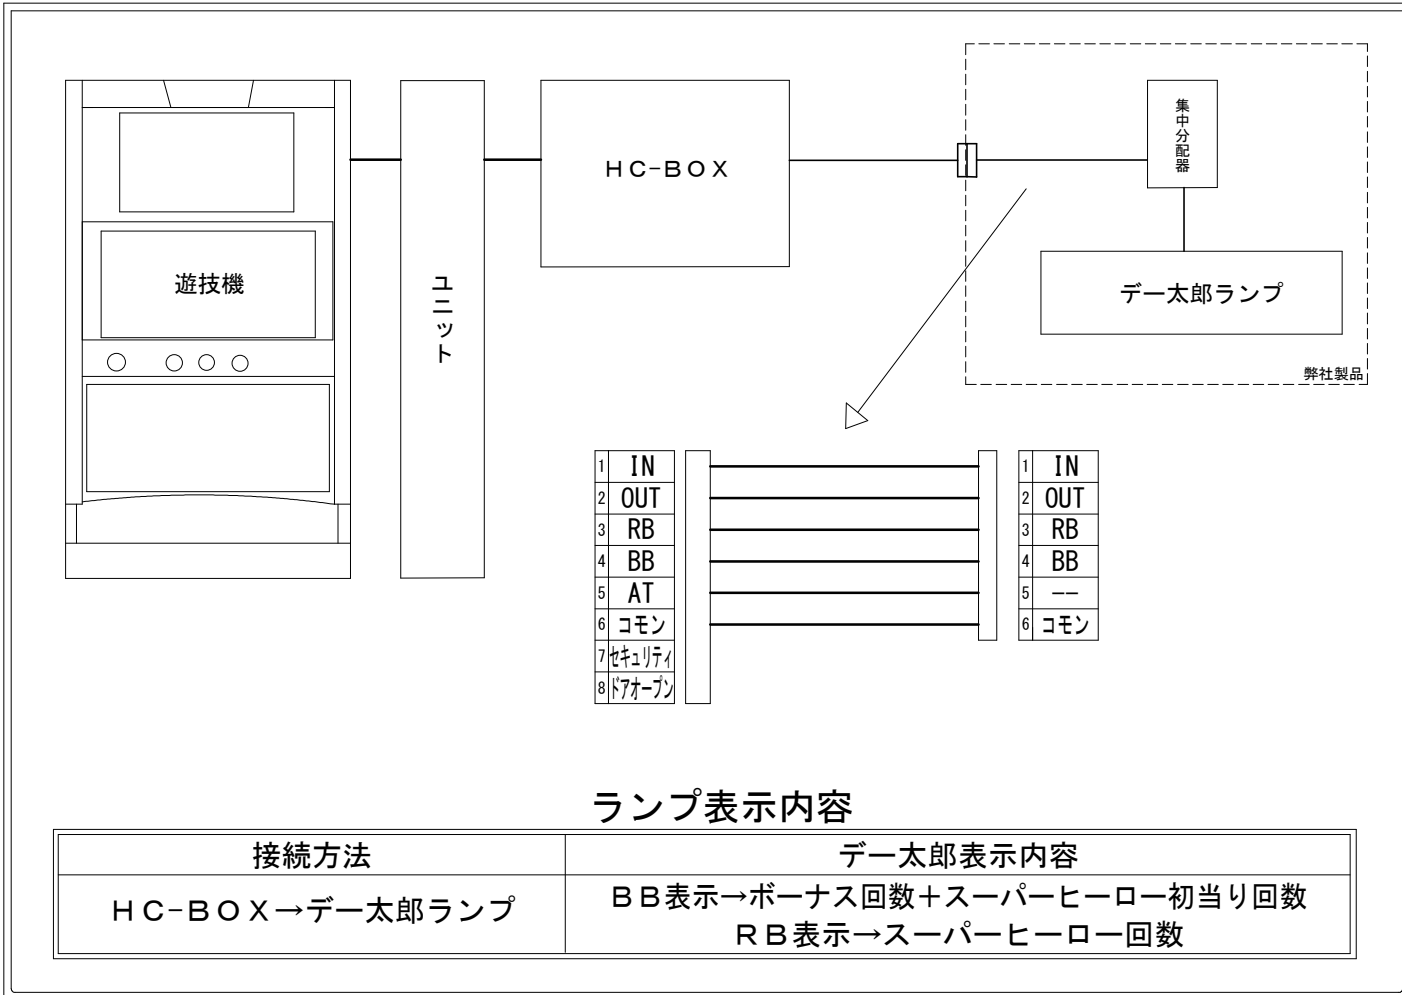 集中分配器
HC-BOX
遊技機
ユニット
デー太郎ランプ
弊社製品
1 IN
2 OUT
3 RB
4 BB
5 AT
6 コモン
7 セキュリティ
8 ドアオープン
1 IN
2 OUT
3 RB
4 BB
5 --
6 コモン
ランプ表示内容
接続方法 デー太郎表示内容
HC-BOX→デー太郎ランプ
BB表示→ボーナス回数+スーパーヒーロー初当り回数
RB表示→スーパーヒーロー回数